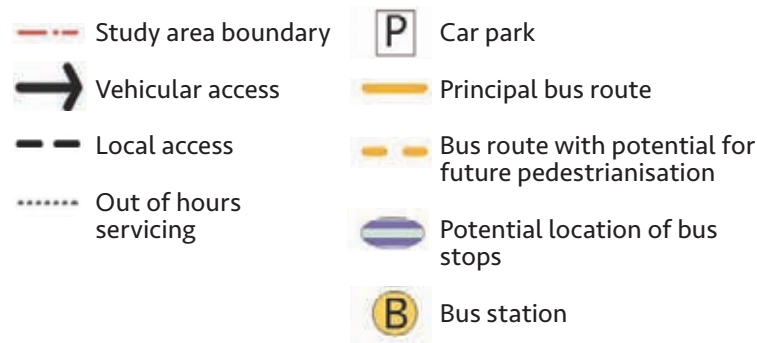 Study area boundary
Vehicular access
Local access
Out of hours
servicing
P
Car park
Principal bus route
Bus route with potential for
future pedestrianisation
Potential location of bus
stops
B
Bus station